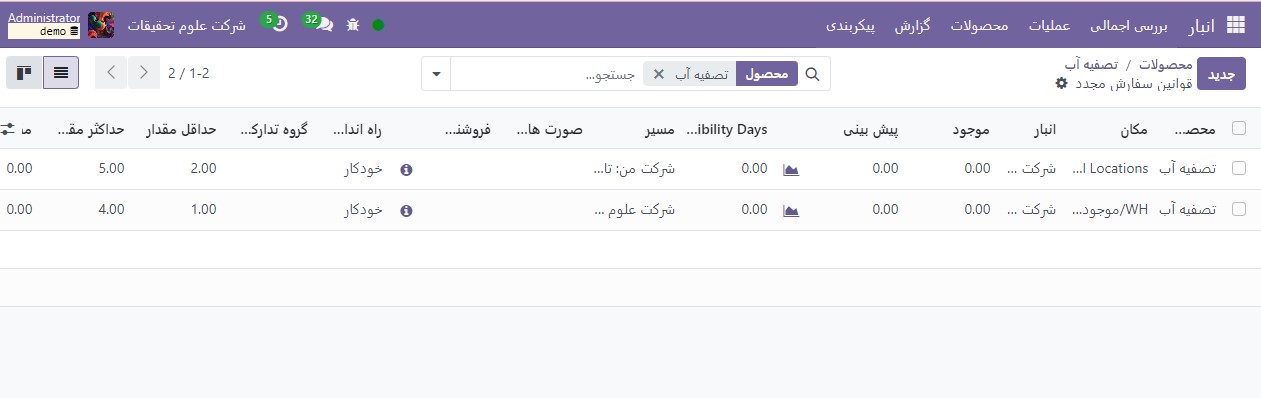 انبار بررسی اجمالی عملیات محصولات گزارش پیکربندی 32 5 شرکت علوم تحقیقات Administrator
demo
جدید محصولات / تصفیه آب
قوانین سفارش مجدد
محصول تصفیه آب جستجو...
2 / 1-2
محصـ... مکان انبار موجود پیش بینی ...ibility Days مسیر صورت ها... فروشنـ... راه اندا... گروه تدارکـ... حداقل مقدار حداکثر مقـ...
تصفیه آب Locations ا... شرکت ... 0.00 0.00 0.00 شرکت من: تا... خودکار 2.00 5.00 0.00
تصفیه آب WH/موجود... شرکت ... 0.00 0.00 0.00 شرکت علوم ... خودکار 1.00 4.00 0.00